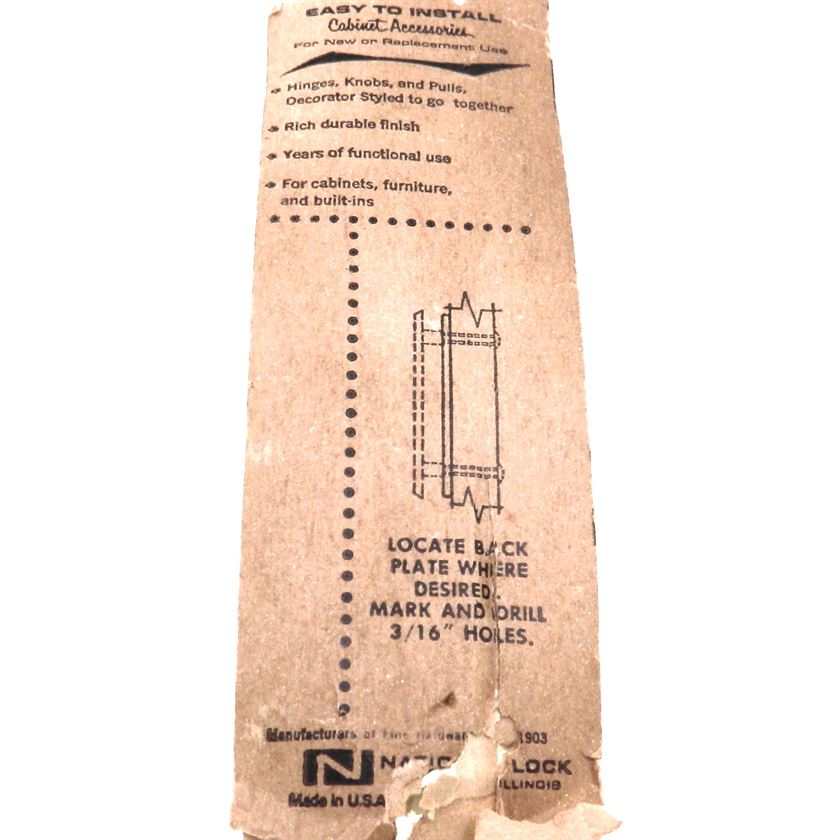 EASY TO INSTALL
Cabinet Accessories
For New or Replacement Use
Hinges, Knobs, and Pulls,
Decorator Styled to go together
Rich durable finish
Years of functional use
For cabinets, furniture,
and built-ins
LOCATE BACK
PLATE WHERE
DESIRED.
MARK AND DRILL
3/16" HOLES.
Manufacturers of Fine Hardware 1903
N LOCK
Made in U.S.A. ILLINOIS